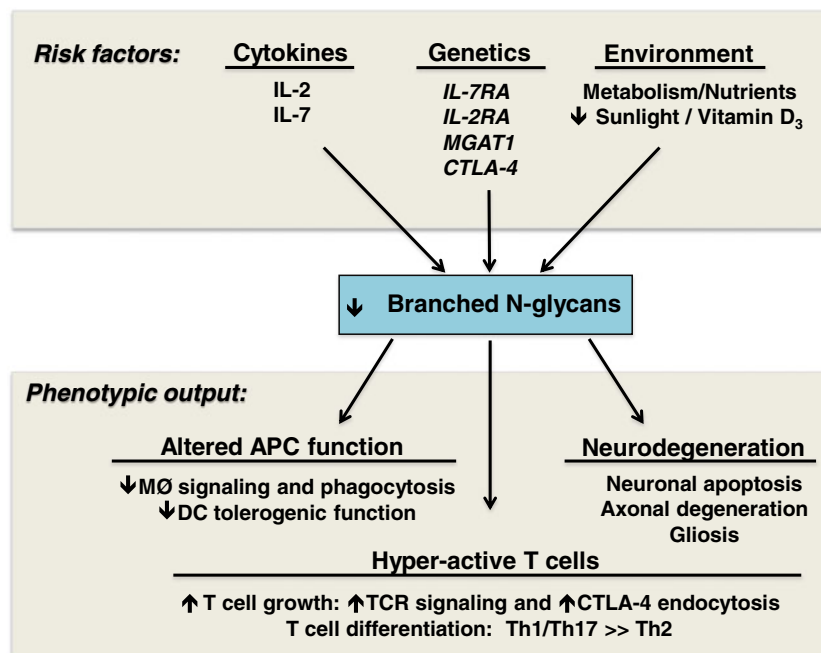 Risk factors:
Cytokines
IL-2
IL-7
Genetics
IL-7RA
IL-2RA
MGAT1
CTLA-4
Environment
Metabolism/Nutrients
↓ Sunlight / Vitamin D₃
↓ Branched N-glycans
Phenotypic output:
Altered APC function
↓MØ signaling and phagocytosis
↓DC tolerogenic function
Neurodegeneration
Neuronal apoptosis
Axonal degeneration
Gliosis
Hyper-active T cells
↑ T cell growth: ↑TCR signaling and ↑CTLA-4 endocytosis
T cell differentiation: Th1/Th17 >> Th2